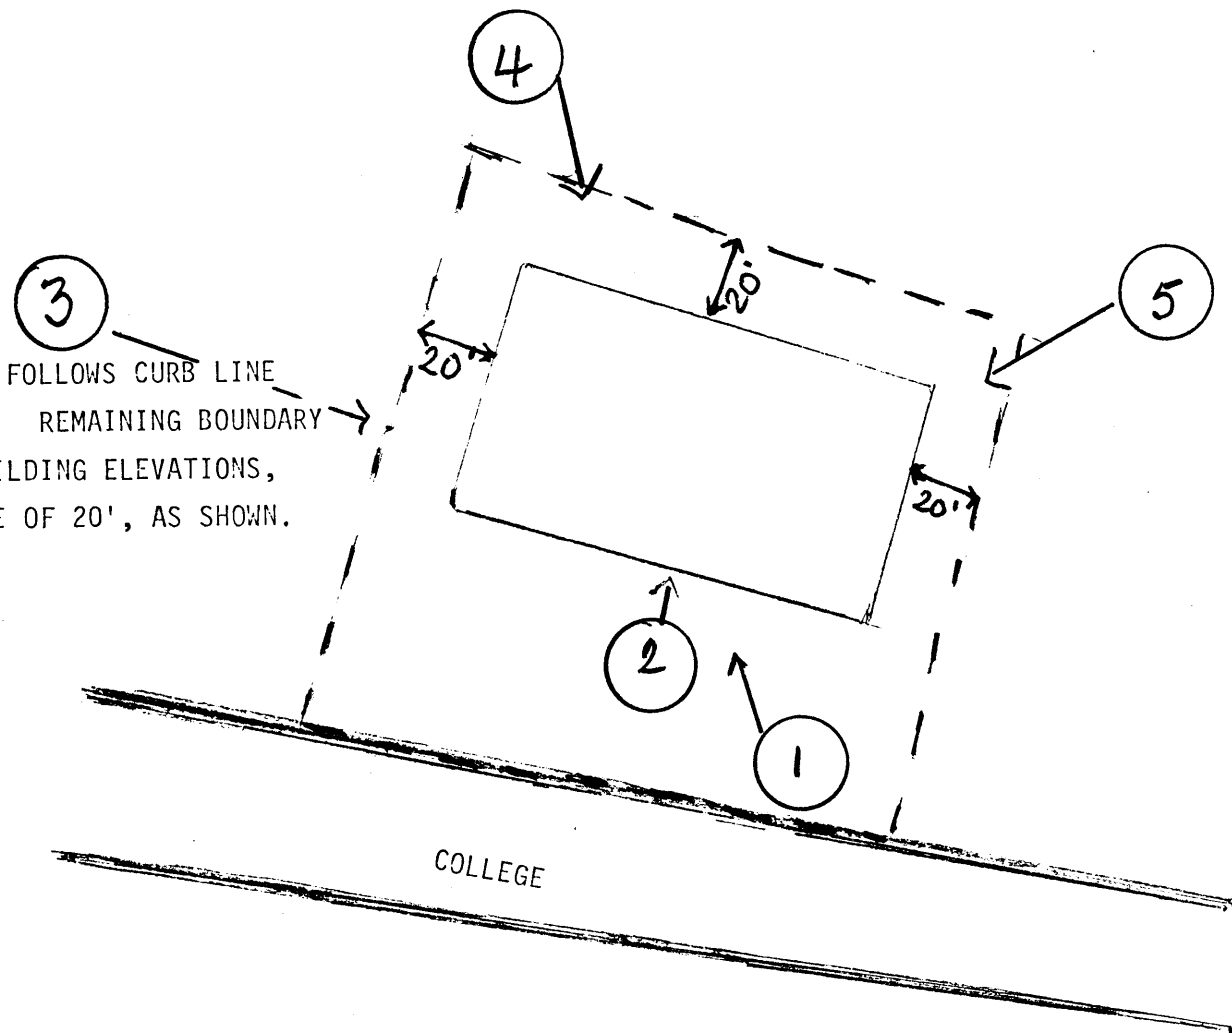 4
3
5
FOLLOWS CURB LINE
20'
20'
REMAINING BOUNDARY
ELEVATIONS,
20'
OF 20', AS SHOWN.
2
1
COLLEGE